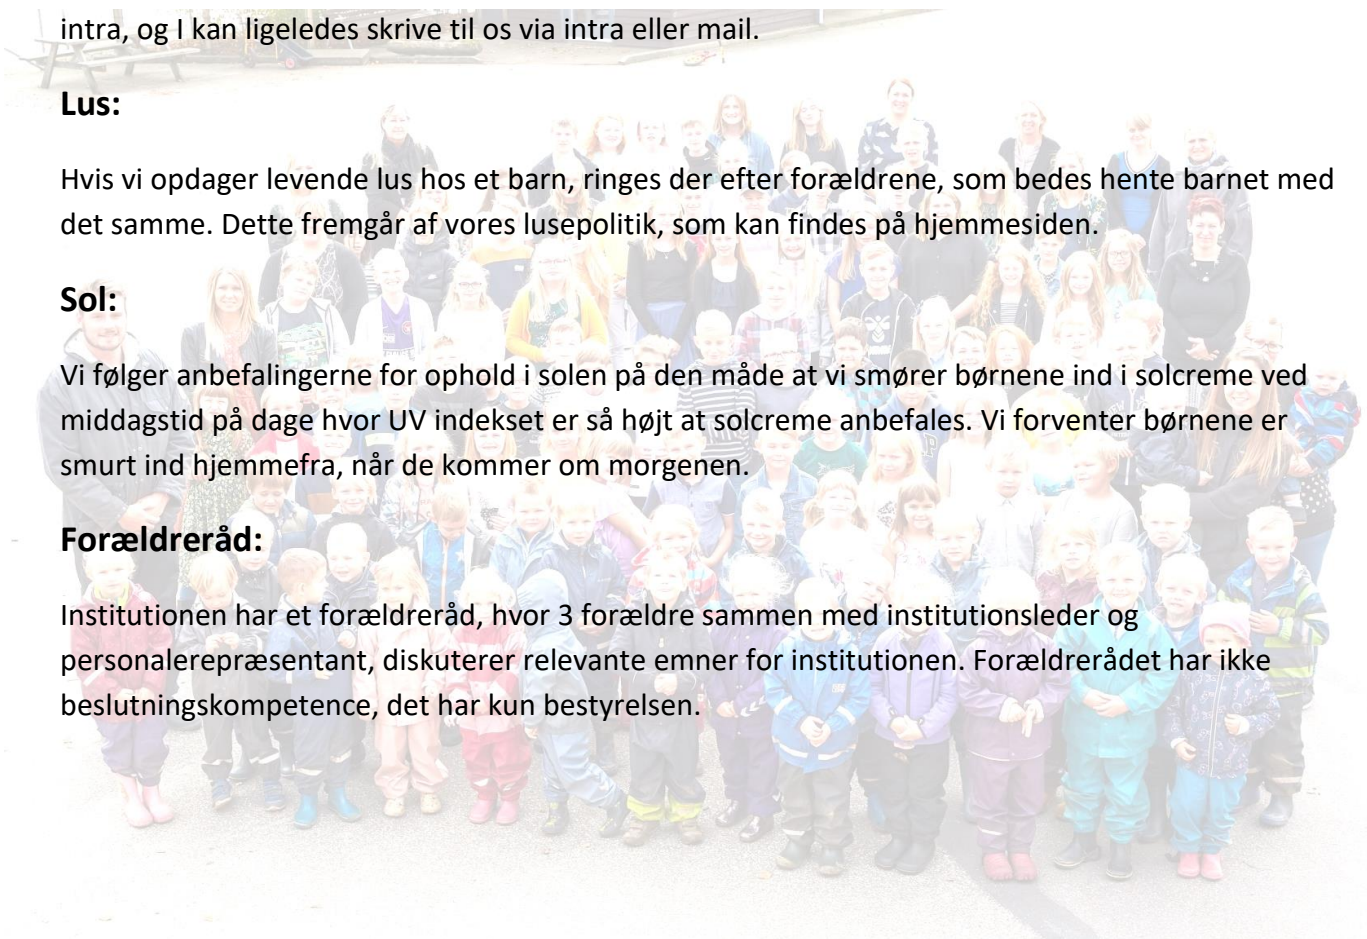 intra, og I kan ligeledes skrive til os via intra eller mail.
Lus:
Hvis vi opdager levende lus hos et barn, ringes der efter forældrene, som bedes hente barnet med
det samme. Dette fremgår af vores lusepolitik, som kan findes på hjemmesiden.
Sol:
Vi følger anbefalingerne for ophold i solen på den måde at vi smører børnene ind i solcreme ved
middagstid på dage hvor UV indekset er så højt at solcreme anbefales. Vi forventer børnene er
smurt ind hjemmefra, når de kommer om morgenen.
Forældreråd:
Institutionen har et forældreråd, hvor 3 forældre sammen med institutionsleder og
personalerepræsentant, diskuterer relevante emner for institutionen. Forældrerådet har ikke
beslutningskompetence, det har kun bestyrelsen.